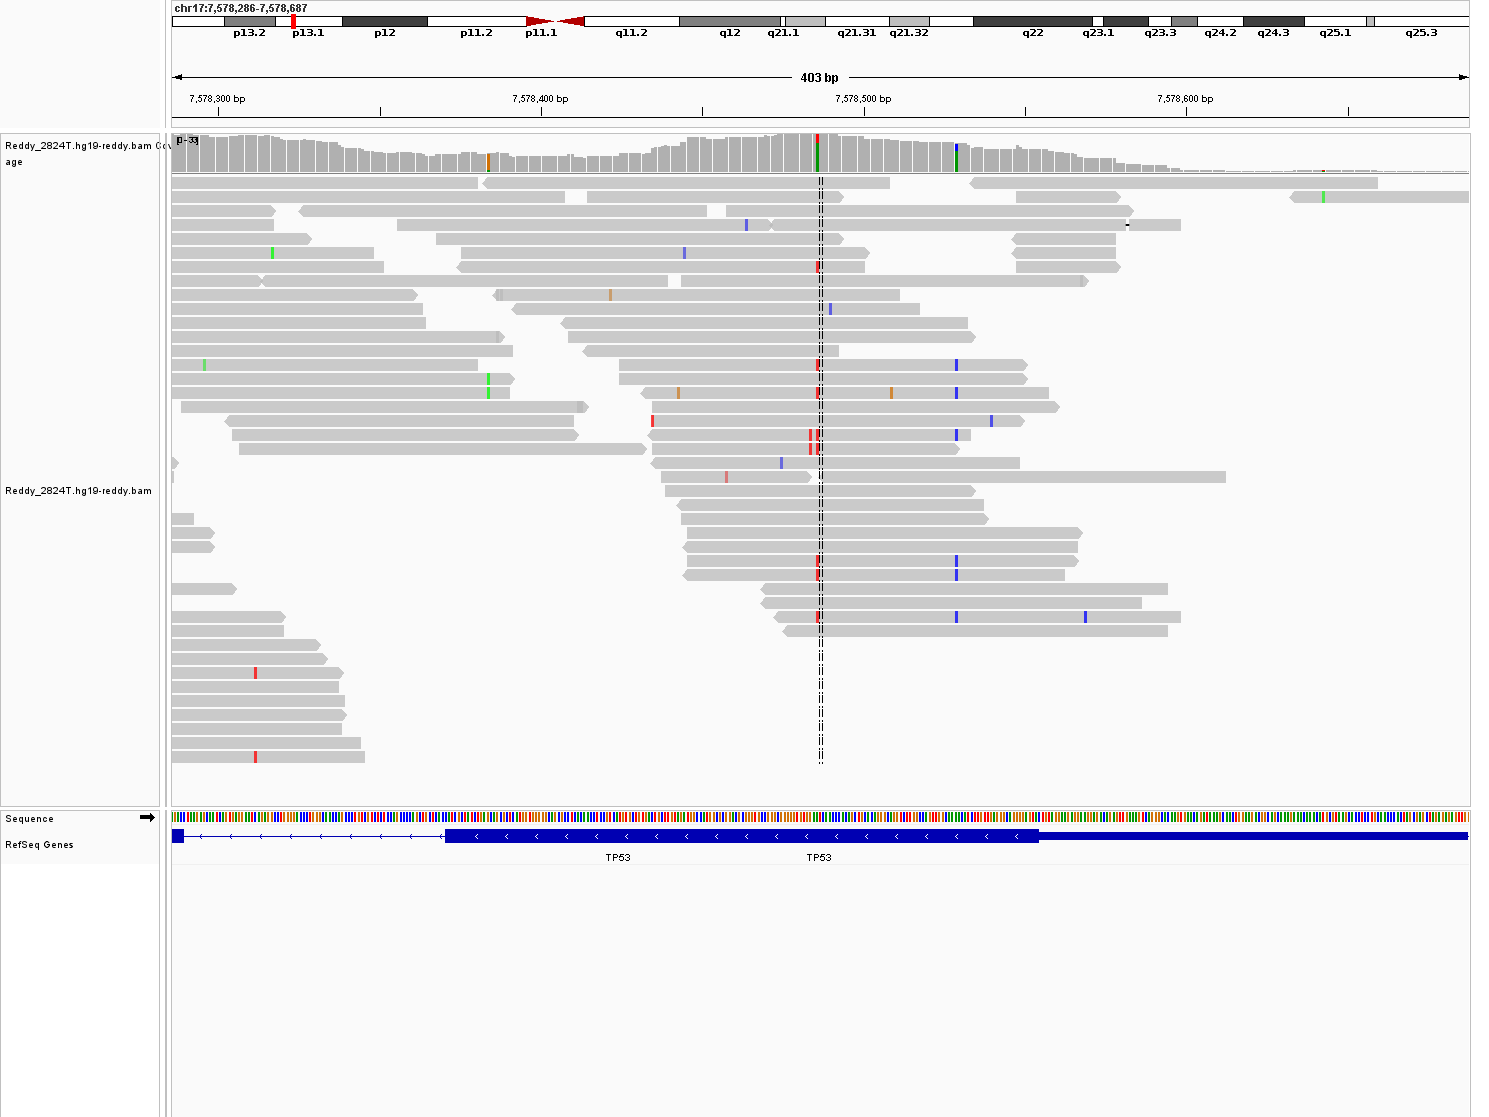 chr17:7,578,286-7,578,687
p13.2 p13.1 p12 p11.2 p11.1 q11.2 q12 q21.1 q21.31 q21.32 q22 q23.1 q23.3 q24.2 q24.3 q25.1 q25.3
403 bp
7,578,300 bp 7,578,400 bp 7,578,500 bp 7,578,600 bp
Reddy_2824T.hg19-reddy.bam Cov
age
[0 - 33]
Reddy_2824T.hg19-reddy.bam
Sequence
RefSeq Genes
TP53 TP53